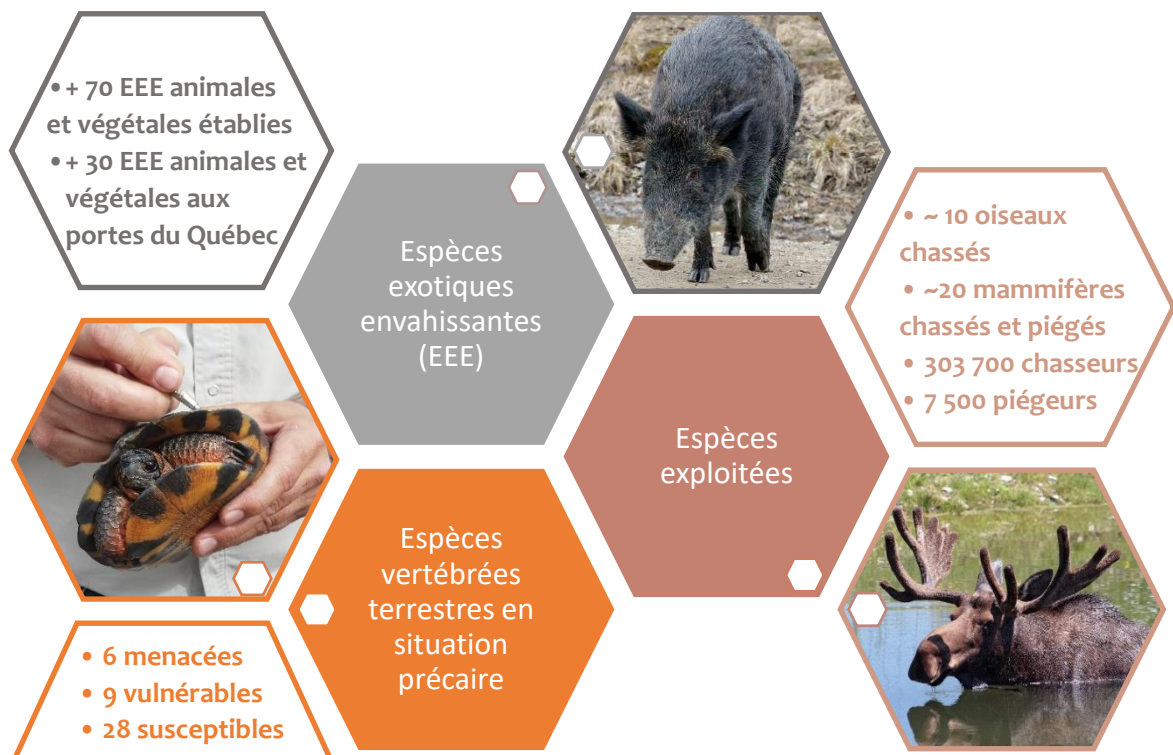 • + 70 EEE animales
et végétales établies
• + 30 EEE animales et
végétales aux
portes du Québec
Espèces
exotiques
envahissantes
(EEE)
• ~ 10 oiseaux
chassés
• ~20 mammifères
chassés et piégés
• 303 700 chasseurs
• 7 500 piégeurs
Espèces
exploitées
Espèces
vertébrées
terrestres en
situation
précaire
• 6 menacées
• 9 vulnérables
• 28 susceptibles